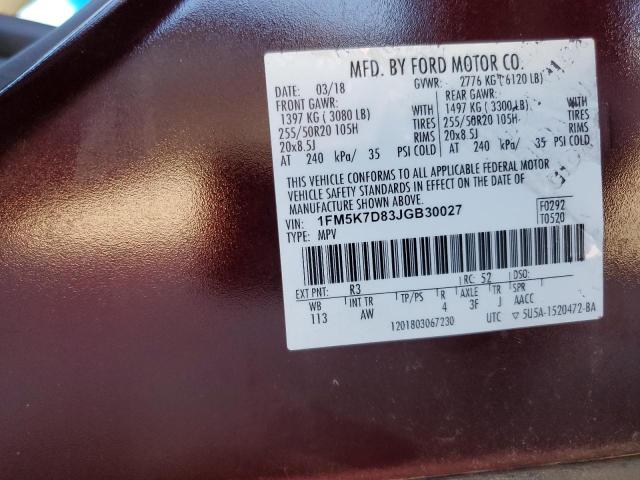 MFD. BY FORD MOTOR CO.
03/18 GVWR: 2776 KG ( 6120 LB)
FRONT GAWR: REAR GAWR:
1397 KG ( 3080 LB) WITH 1497 KG ( 3300 LB) WITH
255/50R20 105H TIRES 255/50R20 105H TIRES
20x8.5J RIMS 20x8.5J RIMS
AT 240 kPa/ 35 PSI COLD AT 240 kPa/ 35 PSI COLD
THIS VEHICLE CONFORMS TO ALL APPLICABLE FEDERAL MOTOR
VEHICLE SAFETY STANDARDS IN EFFECT ON THE DATE OF
MANUFACTURE SHOWN ABOVE.
VIN: 1FM5K7D83JGB30027 F0292
TYPE: MPV T0520
EXT PNT: R3 RC: 52 DSO:
WB INT TR TP/PS R AXLE TR SPR
113 AW 4 3F J AACC
1201803067230 UTC ▽ 5U5A-1520472-BA